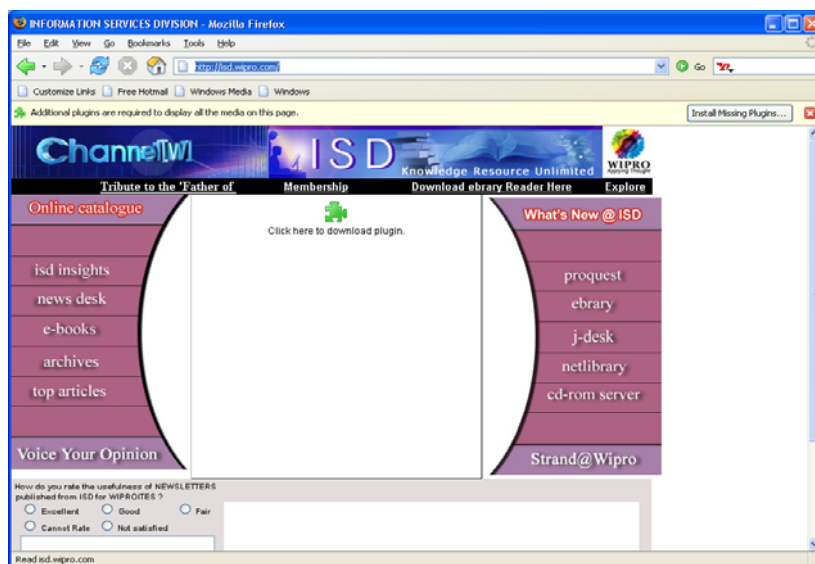 INFORMATION SERVICES DIVISION - Mozilla Firefox
File Edit View Go Bookmarks Tools Help
http://isd.wipro.com/ Go
Customize Links Free Hotmail Windows Media Windows
Additional plugins are required to display all the media on this page. Install Missing Plugins...
Channel[W] ISD
Knowledge Resource Unlimited WIPRO
Applying Thought
Tribute to the 'Father of Membership Download ebrary Reader Here Explore
Online catalogue What's New @ ISD
Click here to download plugin.
isd insights proquest
news desk ebrary
e-books j-desk
archives netlibrary
top articles cd-rom server
Voice Your Opinion Strand@Wipro
How do you rate the usefulness of NEWSLETTERS
published from ISD for WIPROITES ?
Excellent Good Fair
Cannot Rate Not satisfied
Read isd.wipro.com